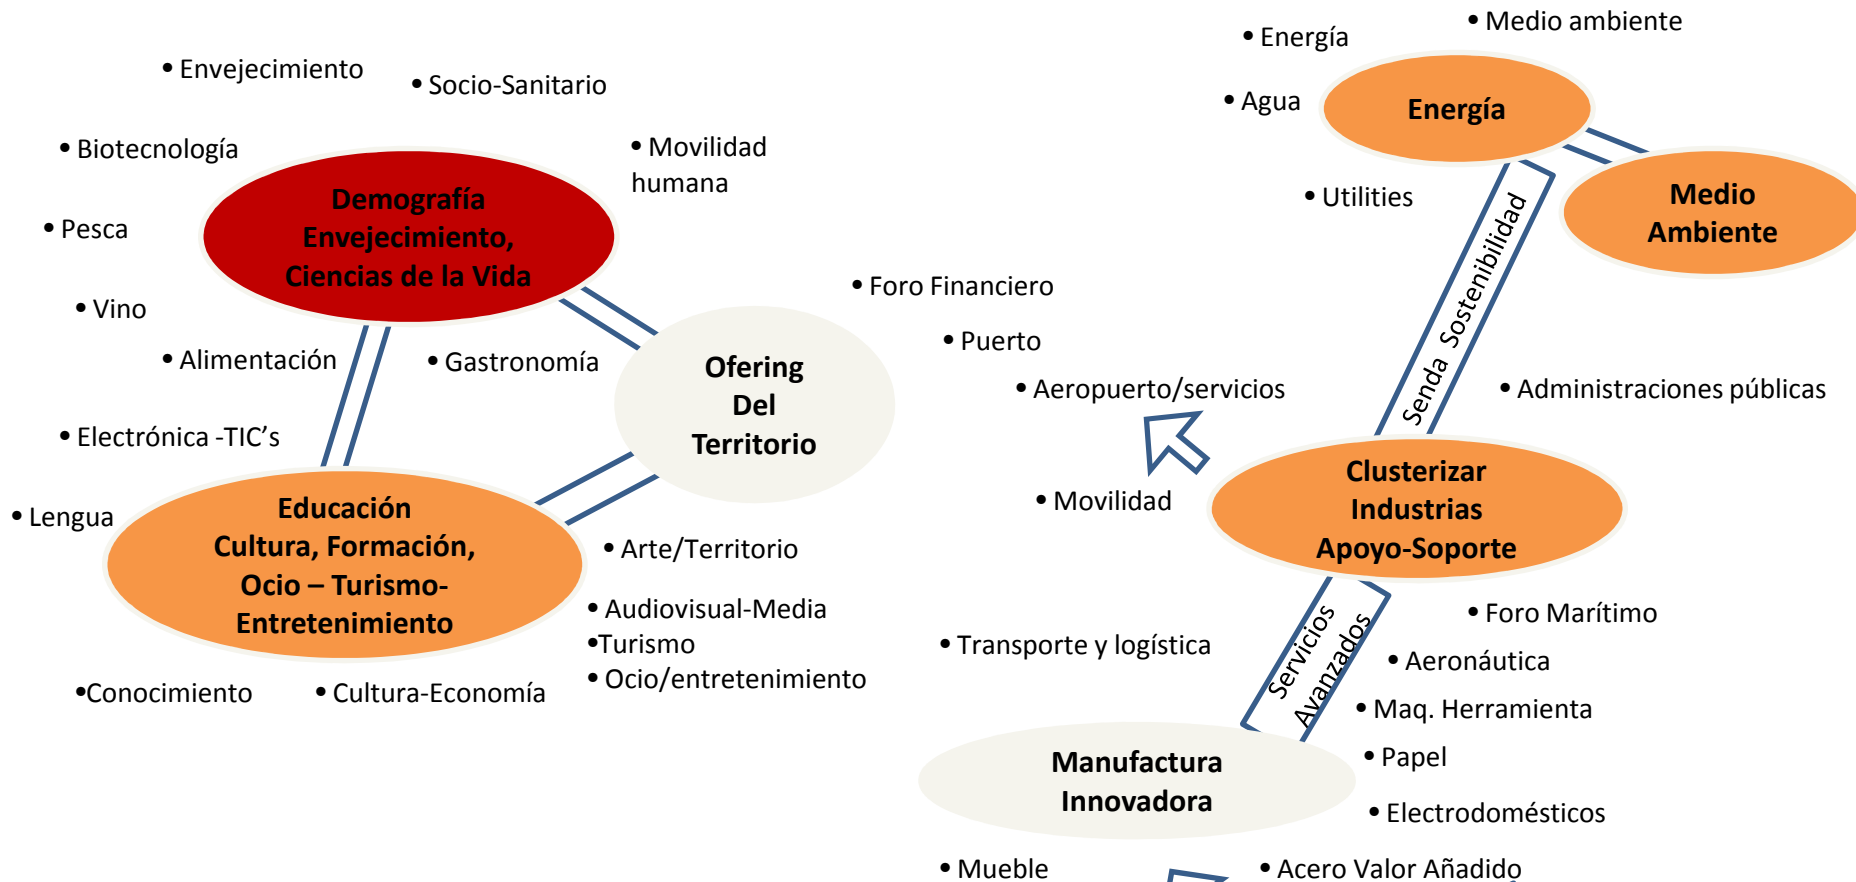 • Envejecimiento
• Socio-Sanitario
• Biotecnología
• Movilidad
humana
Demografía
Envejecimiento,
Ciencias de la Vida
• Pesca
• Vino
• Alimentación
• Gastronomía
Ofering
Del
Territorio
• Electrónica -TIC's
• Lengua
Educación
Cultura, Formación,
Ocio – Turismo-
Entretenimiento
• Arte/Territorio
• Audiovisual-Media
•Turismo
• Ocio/entretenimiento
•Conocimiento
• Cultura-Economía
• Energía
• Medio ambiente
• Agua
Energía
• Utilities
Medio
Ambiente
Senda Sostenibilidad
• Foro Financiero
• Puerto
• Aeropuerto/servicios
• Administraciones públicas
• Movilidad
Clusterizar
Industrias
Apoyo-Soporte
• Foro Marítimo
• Transporte y logística
Servicios
Avanzados
• Aeronáutica
• Maq. Herramienta
• Papel
Manufactura
Innovadora
• Electrodomésticos
• Mueble
• Acero Valor Añadido